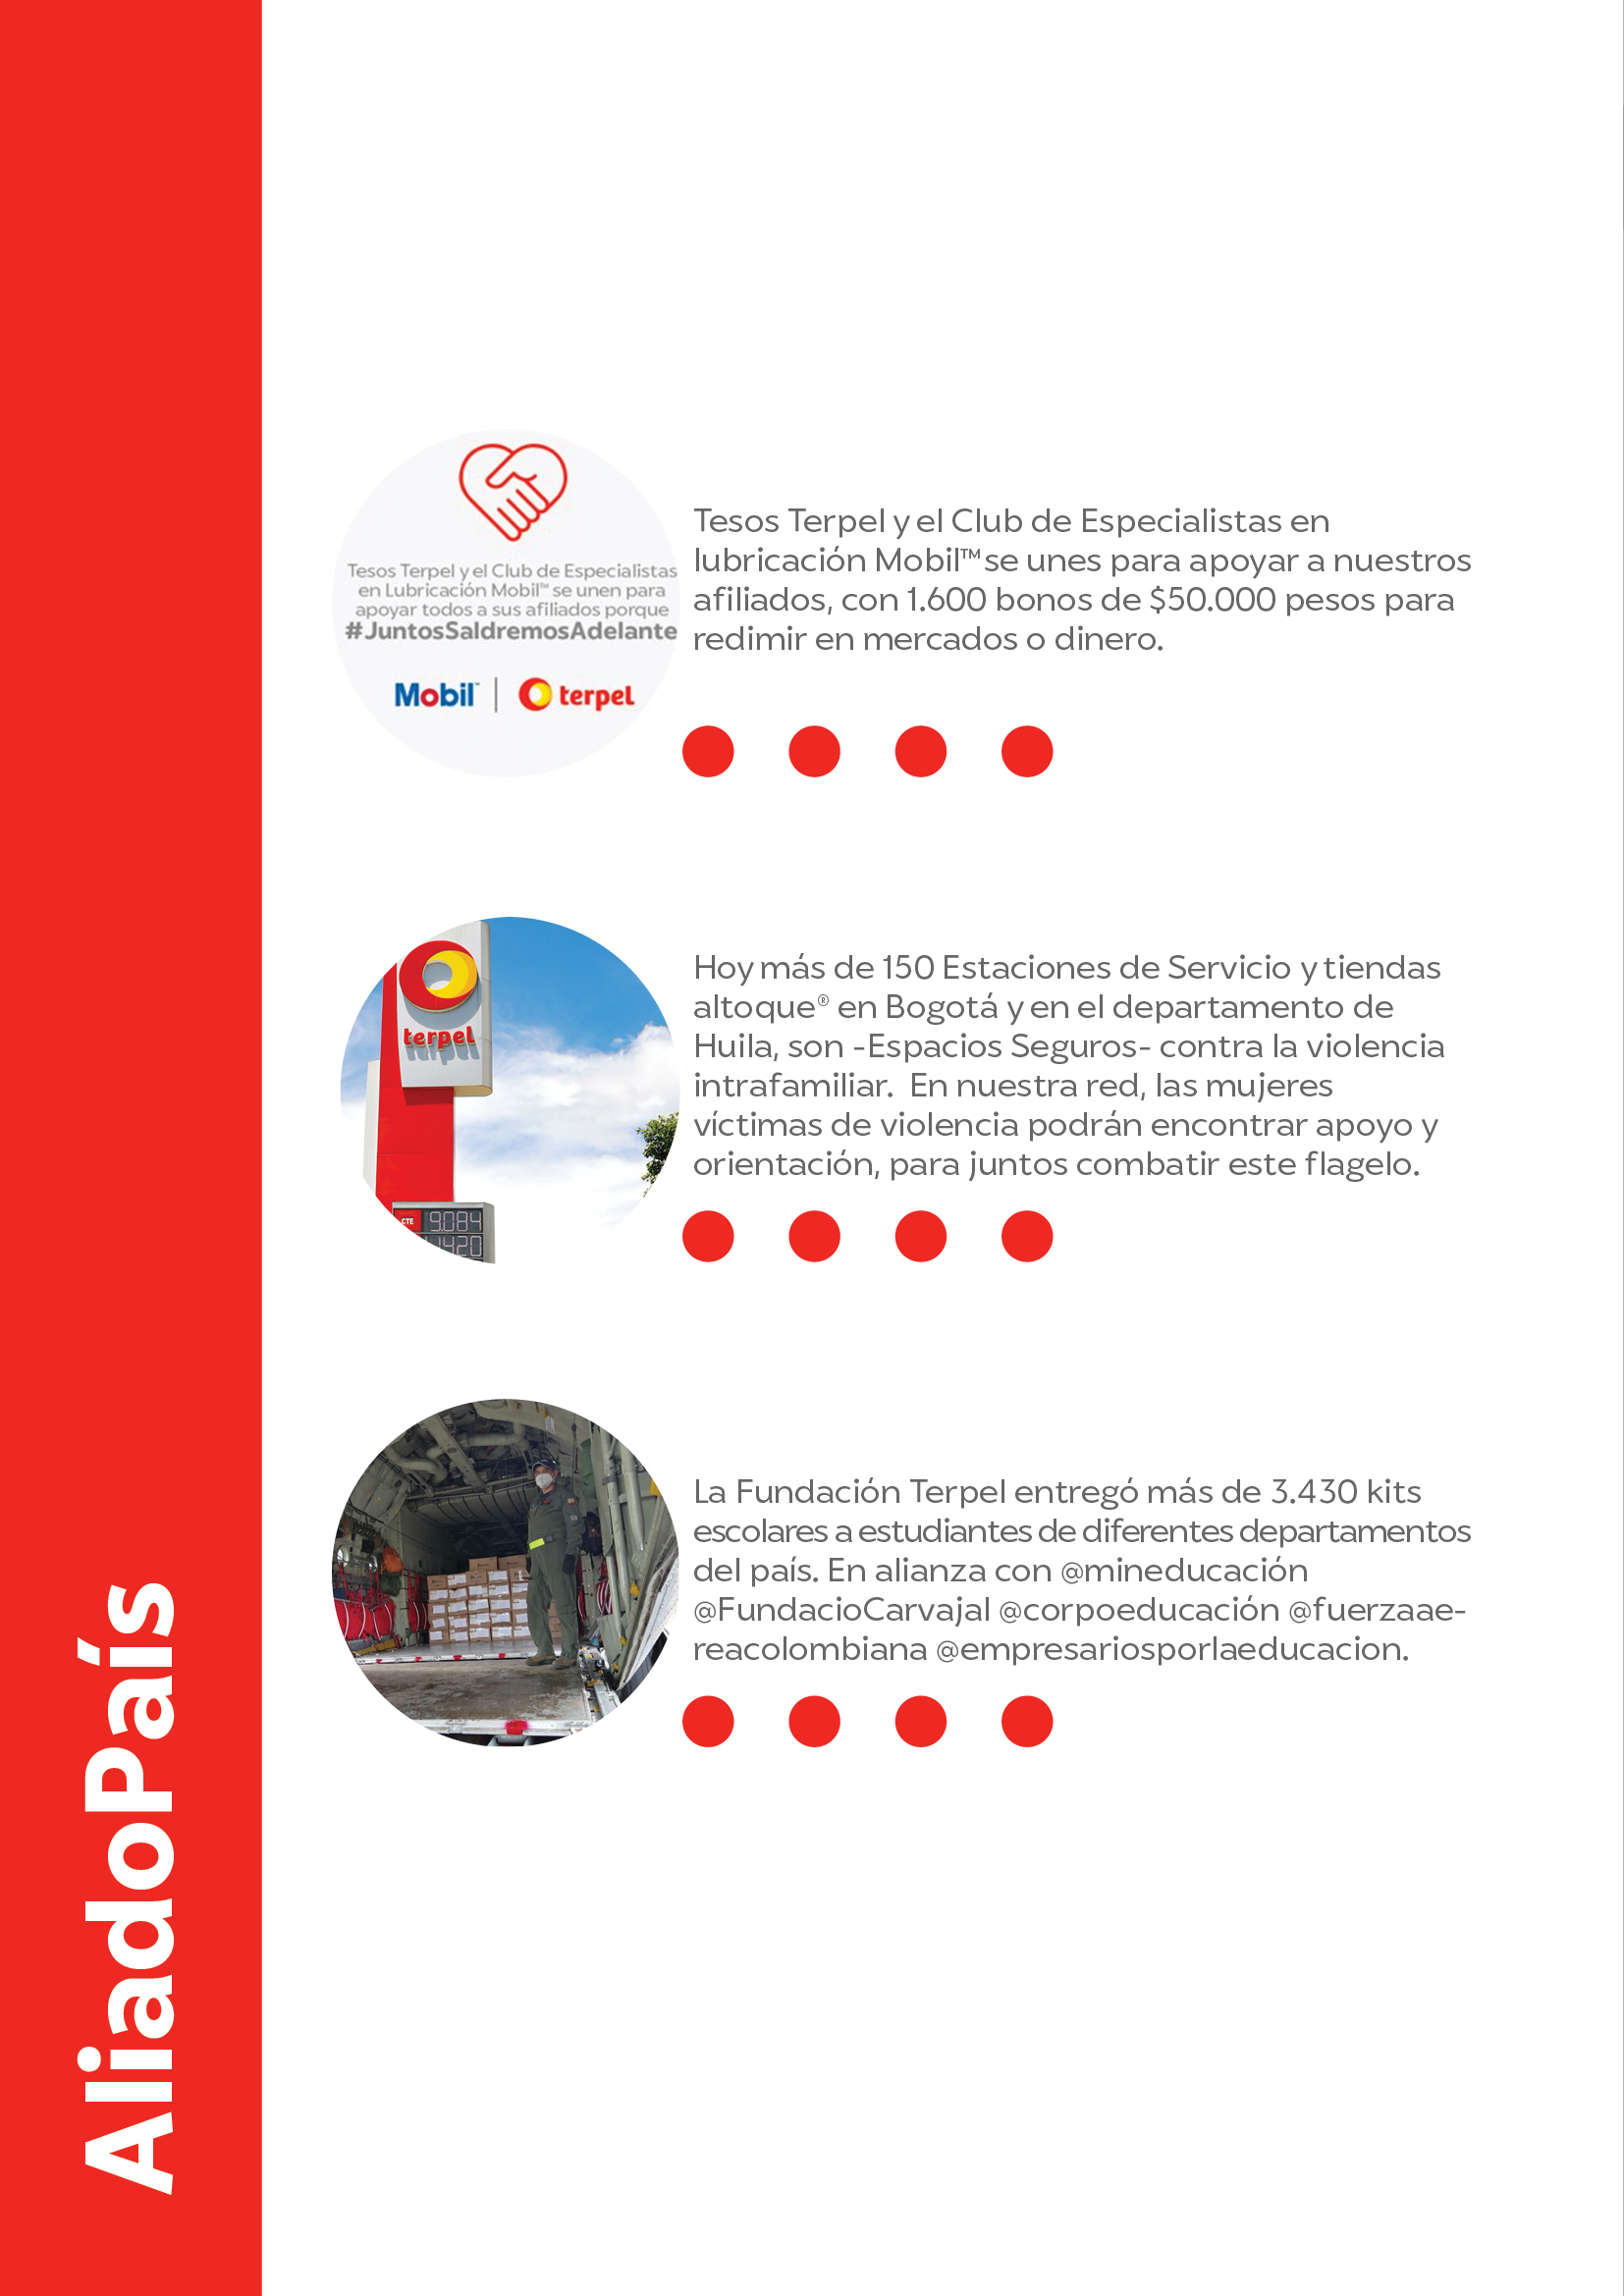 Tesos Terpel y el Club de Especialistas
en Lubricación Mobil™ se unen para
apoyar todos a sus afiliados porque
#JuntosSaldremosAdelante
Mobil™ | terpel
Tesos Terpel y el Club de Especialistas en
lubricación Mobil™ se unes para apoyar a nuestros
afiliados, con 1.600 bonos de $50.000 pesos para
redimir en mercados o dinero.
terpel
CTE 9.084
1420
Hoy más de 150 Estaciones de Servicio y tiendas
altoque® en Bogotá y en el departamento de
Huila, son -Espacios Seguros- contra la violencia
intrafamiliar. En nuestra red, las mujeres
víctimas de violencia podrán encontrar apoyo y
orientación, para juntos combatir este flagelo.
La Fundación Terpel entregó más de 3.430 kits
escolares a estudiantes de diferentes departamentos
del país. En alianza con @mineducación
@FundacioCarvajal @corpoeducación @fuerzaae-
reacolombiana @empresariosporlaeducacion.
AliadoPaís